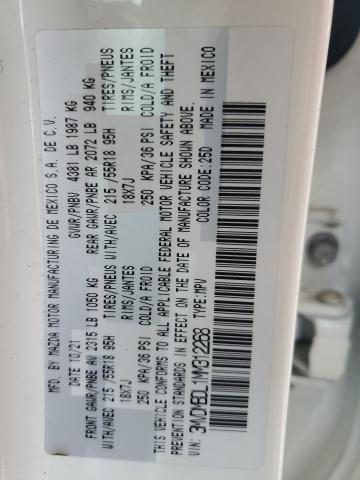 MFG. BY MAZDA MOTOR MANUFACTURING DE MEXICO S.A. DE C.V.
DATE 10/21 GVWR/PNBV 4381 LB 1987 KG
FRONT GAWR/PNBE AV 2315 LB 1050 KG REAR GAWR/PNBE AR 2072 LB 940 KG
WITH/AVEC 215 /55R18 95H TIRES/PNEUS WITH/AVEC 215 /55R18 95H TIRES/PNEUS
18X7J RIMS/JANTES 18X7J RIMS/JANTES
250 KPA/36 PSI COLD/A FROID 250 KPA/36 PSI COLD/A FROID
THIS VEHICLE CONFORMS TO ALL APPLICABLE FEDERAL MOTOR VEHICLE SAFETY AND THEFT
PREVENTION STANDARDS IN EFFECT ON THE DATE OF MANUFACTURE SHOWN ABOVE.
VIN: TYPE:MPV COLOR CODE:25D MADE IN MEXICO